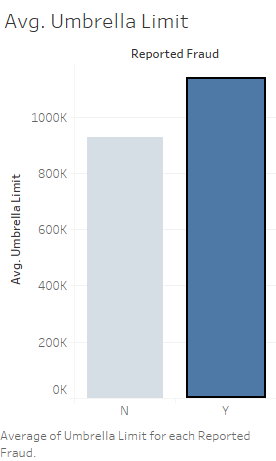 Avg. Umbrella Limit
Reported Fraud
1000K
800K
600K
400K
200K
0K
Avg. Umbrella Limit
N Y
Average of Umbrella Limit for each Reported
Fraud.